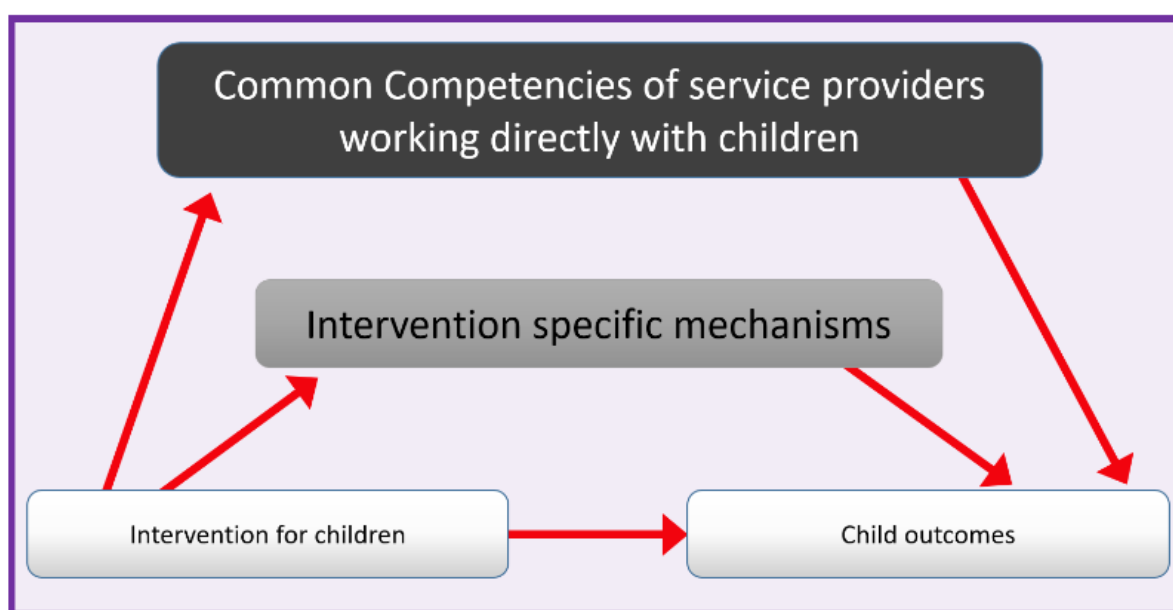 Common Competencies of service providers
working directly with children
Intervention specific mechanisms
Intervention for children
Child outcomes